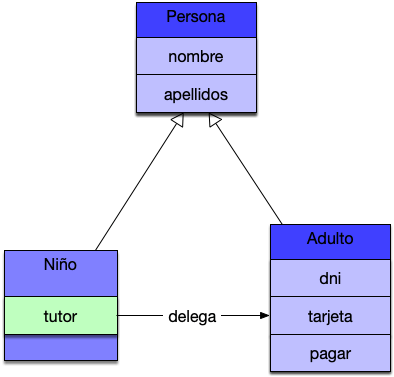 Persona
nombre
apellidos
Niño
tutor
delega
Adulto
dni
tarjeta
pagar